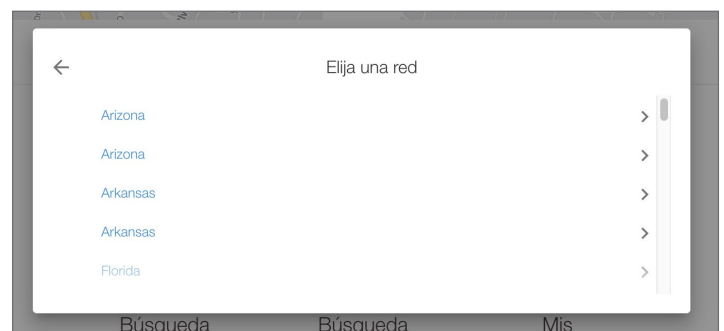 Elija una red
Arizona
Arizona
Arkansas
Arkansas
Florida
Búsqueda Búsqueda Mis